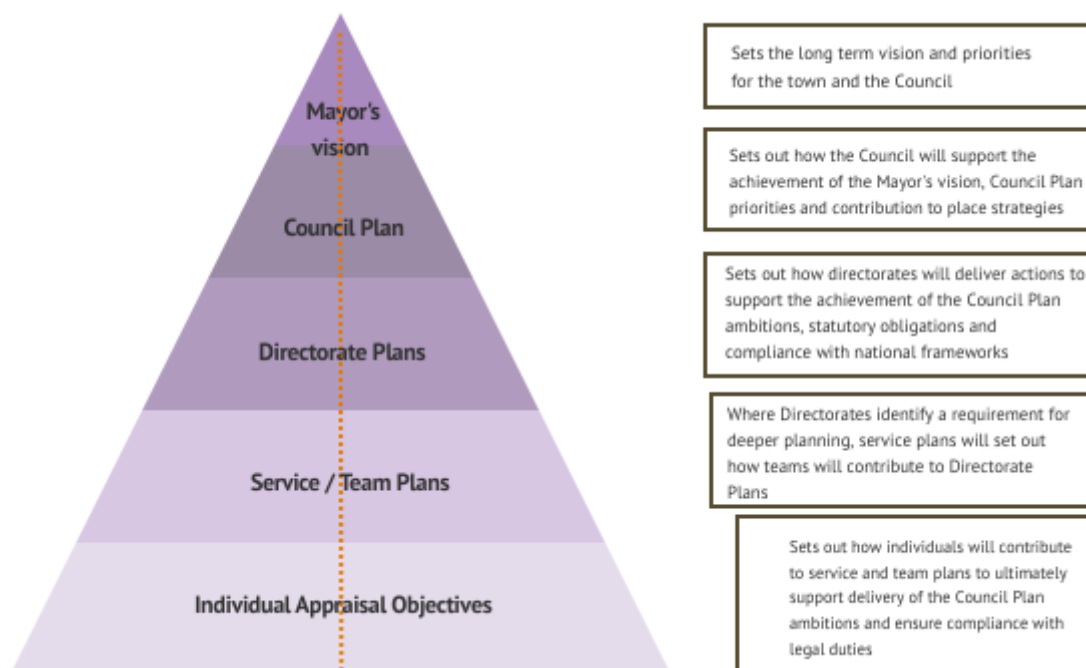 Mayor's
vision
Sets the long term vision and priorities
for the town and the Council
Council Plan
Sets out how the Council will support the
achievement of the Mayor's vision, Council Plan
priorities and contribution to place strategies
Directorate Plans
Sets out how directorates will deliver actions to
support the achievement of the Council Plan
ambitions, statutory obligations and
compliance with national frameworks
Service / Team Plans
Where Directorates identify a requirement for
deeper planning, service plans will set out
how teams will contribute to Directorate
Plans
Individual Appraisal Objectives
Sets out how individuals will contribute
to service and team plans to ultimately
support delivery of the Council Plan
ambitions and ensure compliance with
legal duties